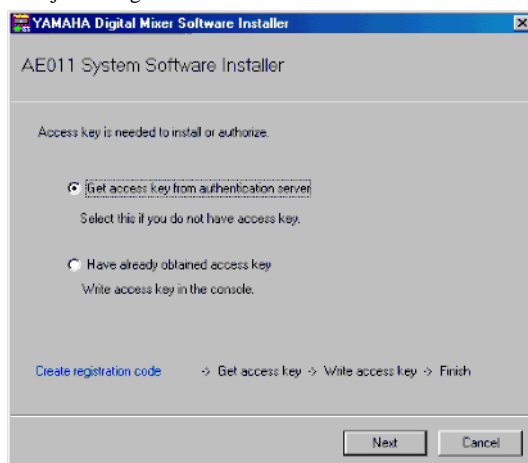 YAMAHA Digital Mixer Software Installer
AE011 System Software Installer
Access key is needed to install or authorize.
Get access key from authentication server
Select this if you do not have access key.
Have already obtained access key
Write access key in the console.
Create registration code -> Get access key -> Write access key -> Finish
Next Cancel